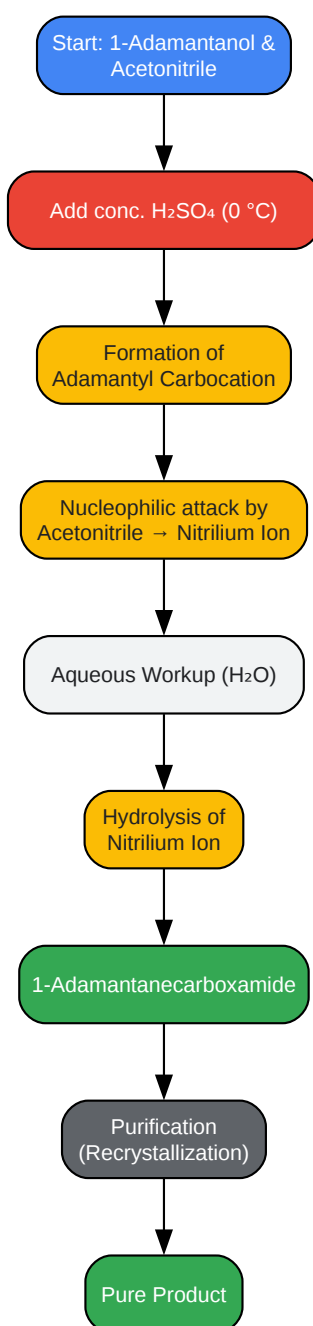 Start: 1-Adamantanol &
Acetonitrile
Add conc. H₂SO₄ (0 °C)
Formation of
Adamantyl Carbocation
Nucleophilic attack by
Acetonitrile → Nitrilium Ion
Aqueous Workup (H₂O)
Hydrolysis of
Nitrilium Ion
1-Adamantanecarboxamide
Purification
(Recrystallization)
Pure Product